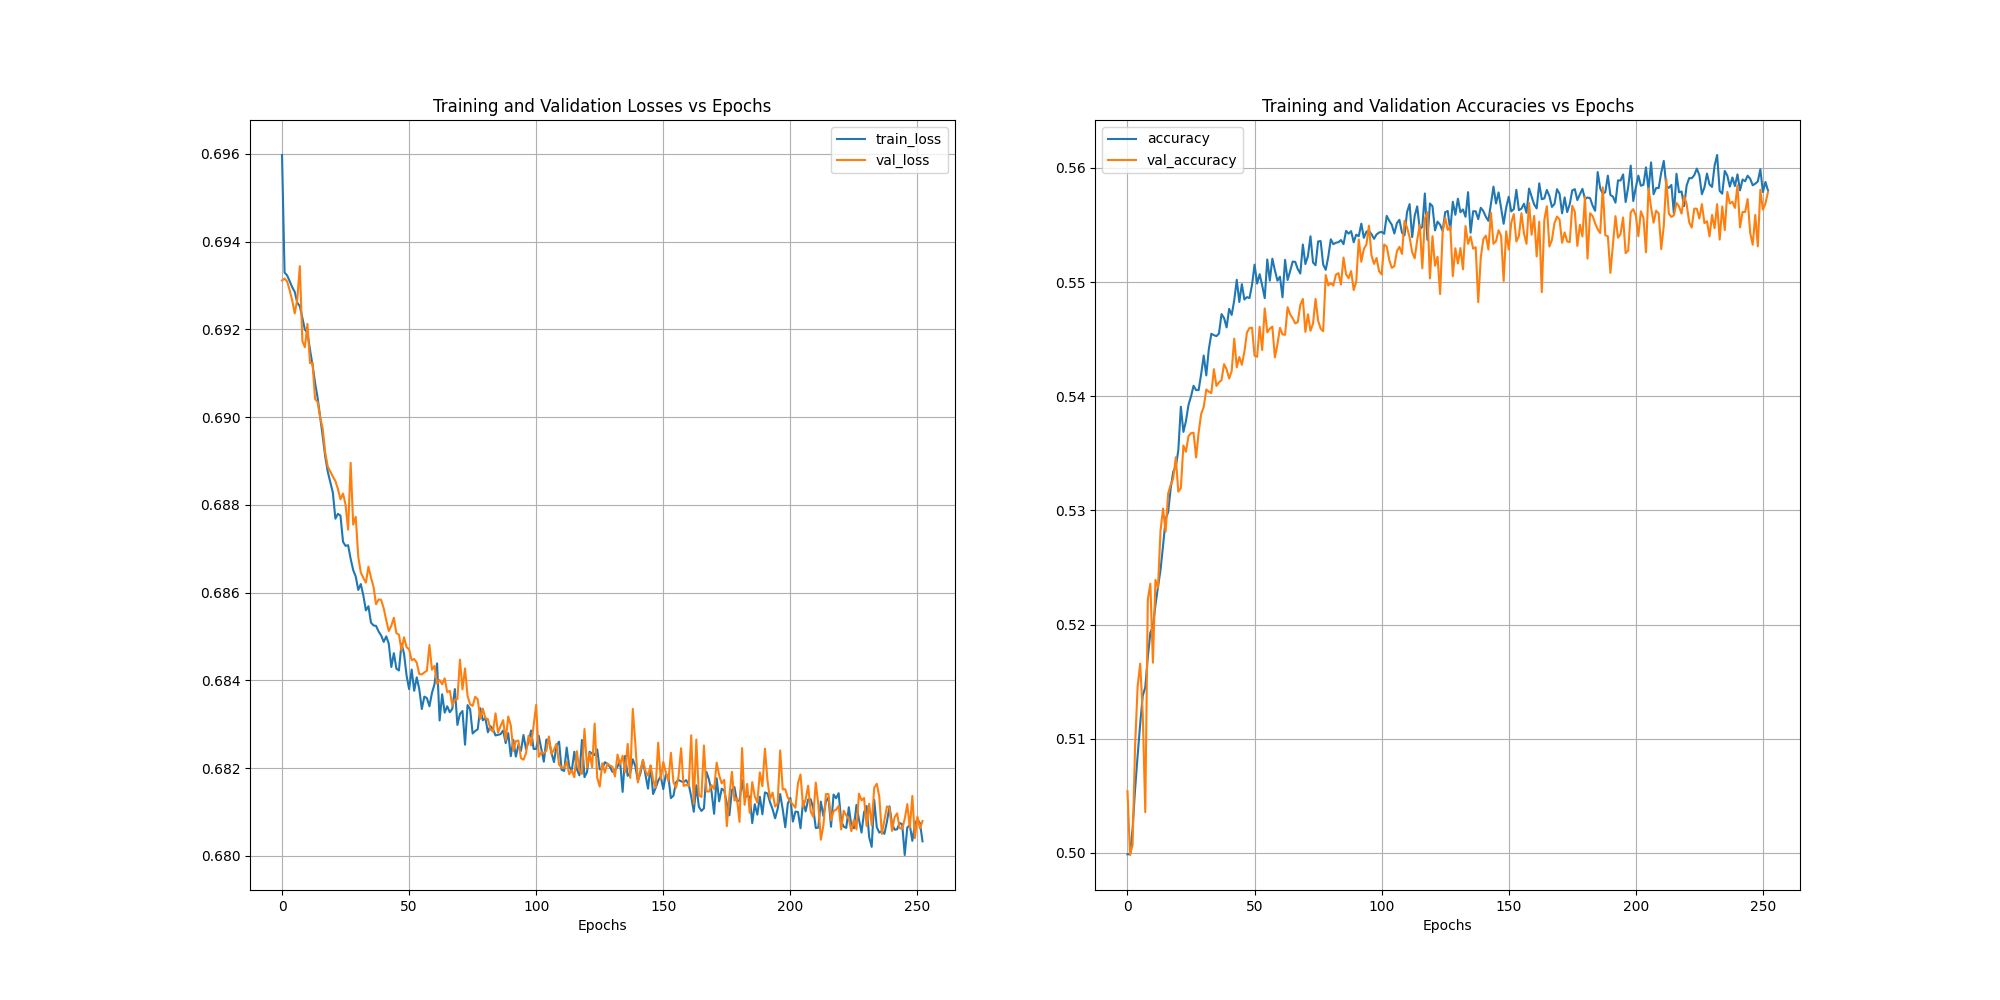 Training and Validation Losses vs Epochs
train_loss
val_loss
0.696
0.694
0.692
0.690
0.688
0.686
0.684
0.682
0.680
0 50 100 150 200 250
Epochs
Training and Validation Accuracies vs Epochs
accuracy
val_accuracy
0.56
0.55
0.54
0.53
0.52
0.51
0.50
0 50 100 150 200 250
Epochs